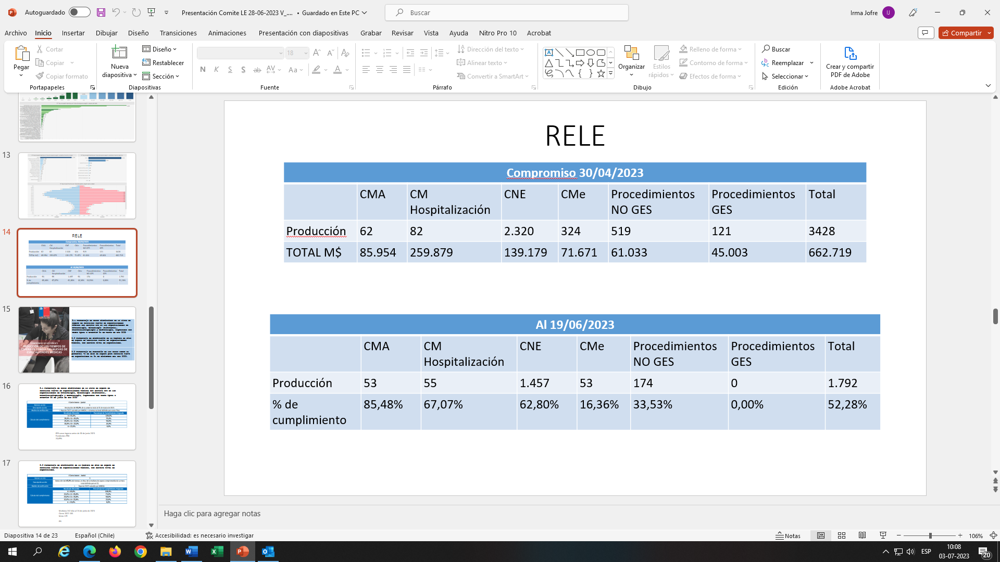 Autoguardado
Presentación Comite LE 28-06-2023 V_.... • Guardado en Este PC
Buscar
Irma Jofre
IJ
Archivo Inicio Insertar Dibujar Diseño Transiciones Animaciones Presentación con diapositivas Grabar Revisar Vista Ayuda Nitro Pro 10 Acrobat
Compartir
Pegar
Cortar
Copiar
Copiar formato
Portapapeles
Nueva diapositiva
Diseño
Restablecer
Sección
Diapositivas
18
Fuente
Párrafo
Dirección del texto
Alinear texto
Convertir a SmartArt
Organizar
Estilos rápidos
Relleno de forma
Contorno de forma
Efectos de forma
Dibujo
Buscar
Reemplazar
Seleccionar
Edición
Crear y compartir PDF de Adobe
Adobe Acrobat
13
14
15
16
17
RELE
Compromiso 30/04/2023
CMA CM Hospitalización CNE CMe Procedimientos NO GES Procedimientos GES Total
Producción 62 82 2.320 324 519 121 3428
TOTAL M$ 85.954 259.879 139.179 71.671 61.033 45.003 662.719
Al 19/06/2023
CMA CM Hospitalización CNE CMe Procedimientos NO GES Procedimientos GES Total
Producción 53 55 1.457 53 174 0 1.792
% de cumplimiento 85,48% 67,07% 62,80% 16,36% 33,53% 0,00% 52,28%
Haga clic para agregar notas
Diapositiva 14 de 23 Español (Chile) Accesibilidad: es necesario investigar
Notas
106%
ESP
10:08
03-07-2023
20